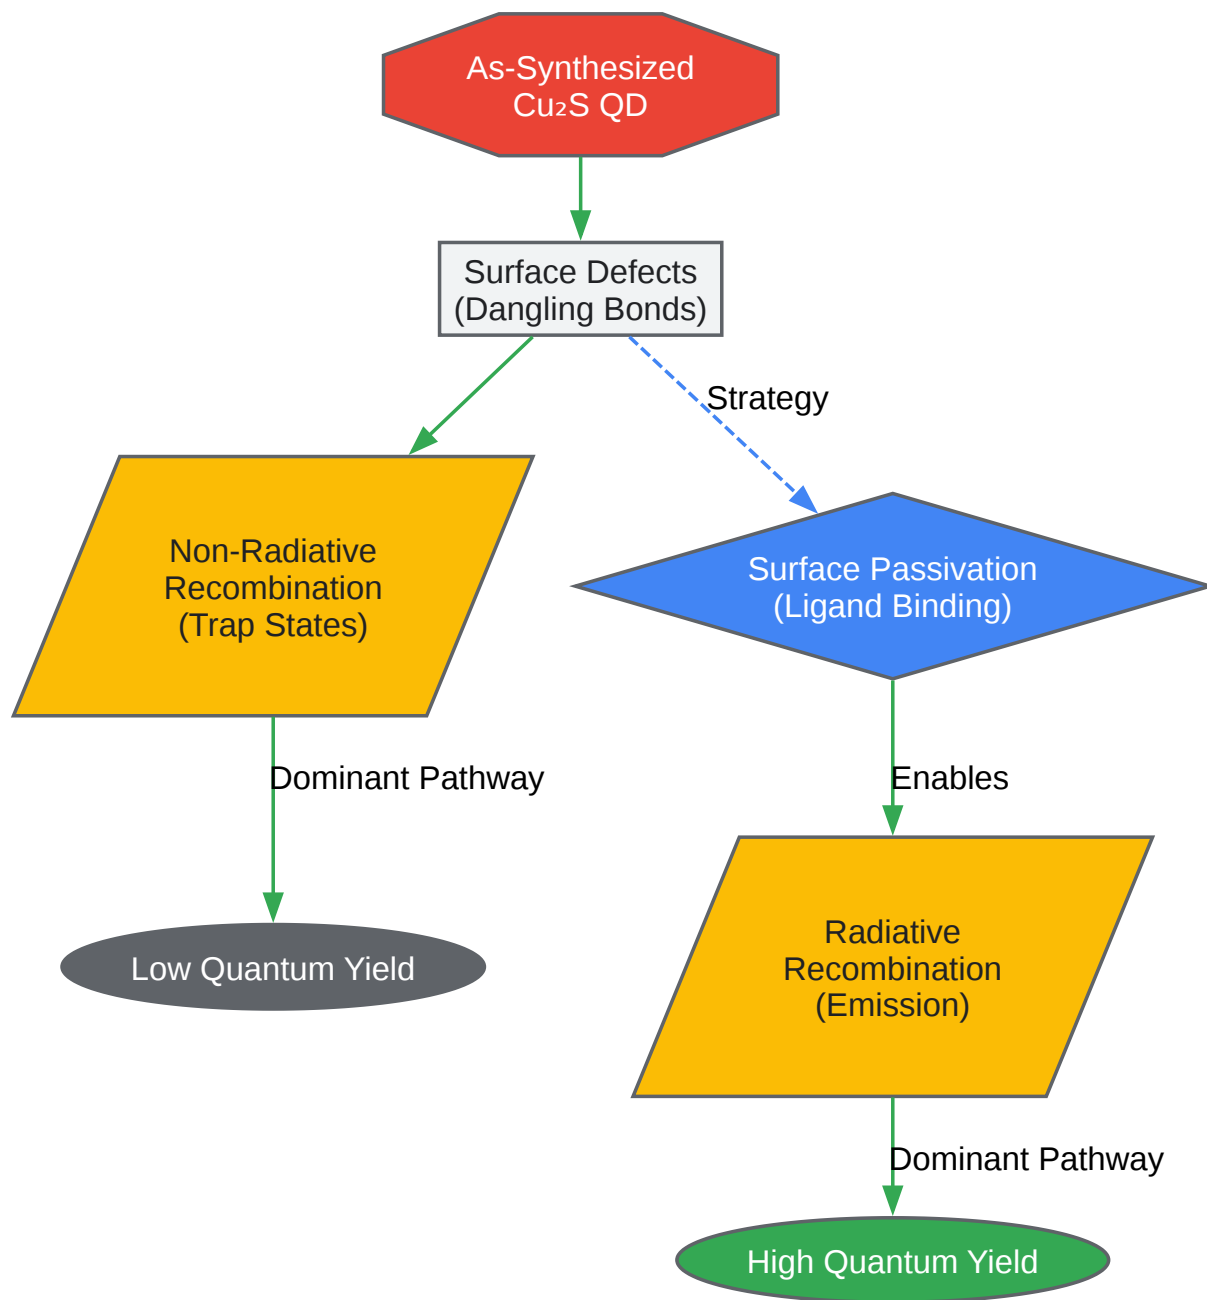 As-Synthesized
Cu₂S QD
Surface Defects
(Dangling Bonds)
Strategy
Non-Radiative
Recombination
(Trap States)
Surface Passivation
(Ligand Binding)
Dominant Pathway
Enables
Low Quantum Yield
Radiative
Recombination
(Emission)
Dominant Pathway
High Quantum Yield